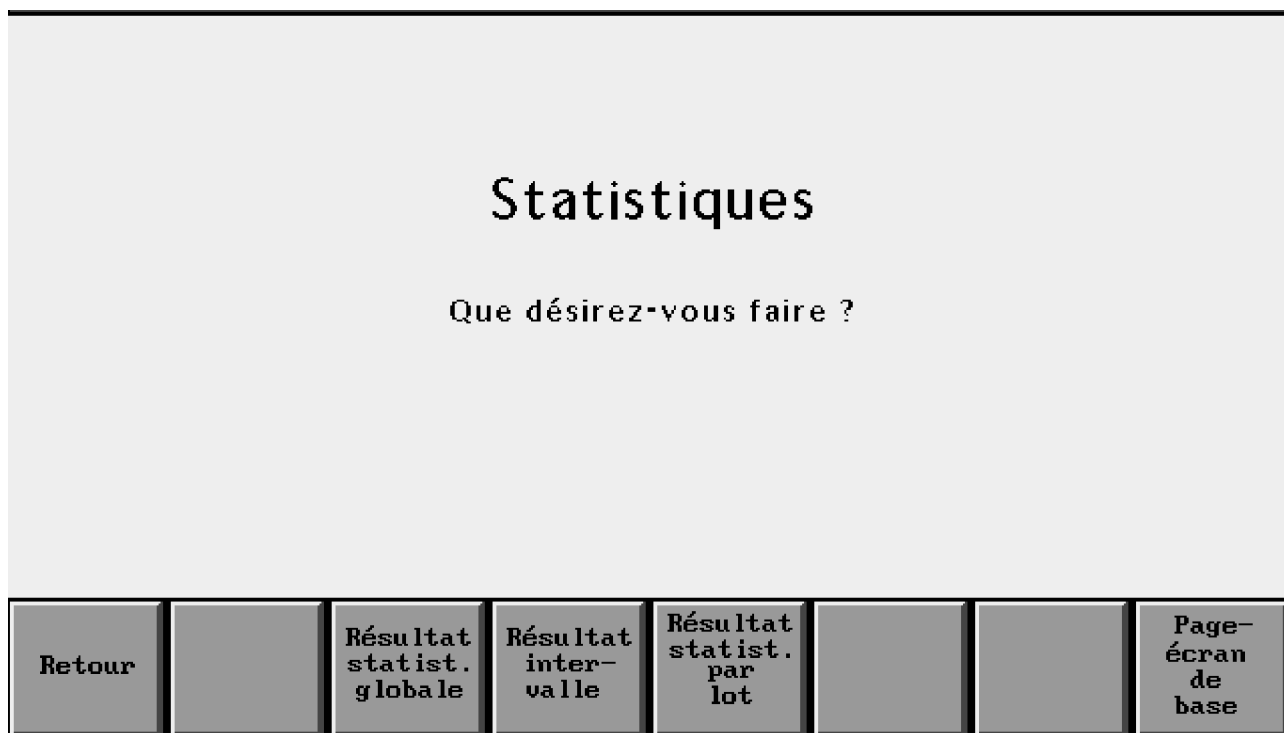 Statistiques
Que désirez-vous faire ?
Retour
Résultat
statist.
globale
Résultat
inter-
valle
Résultat
statist.
par
lot
Page-
écran
de
base